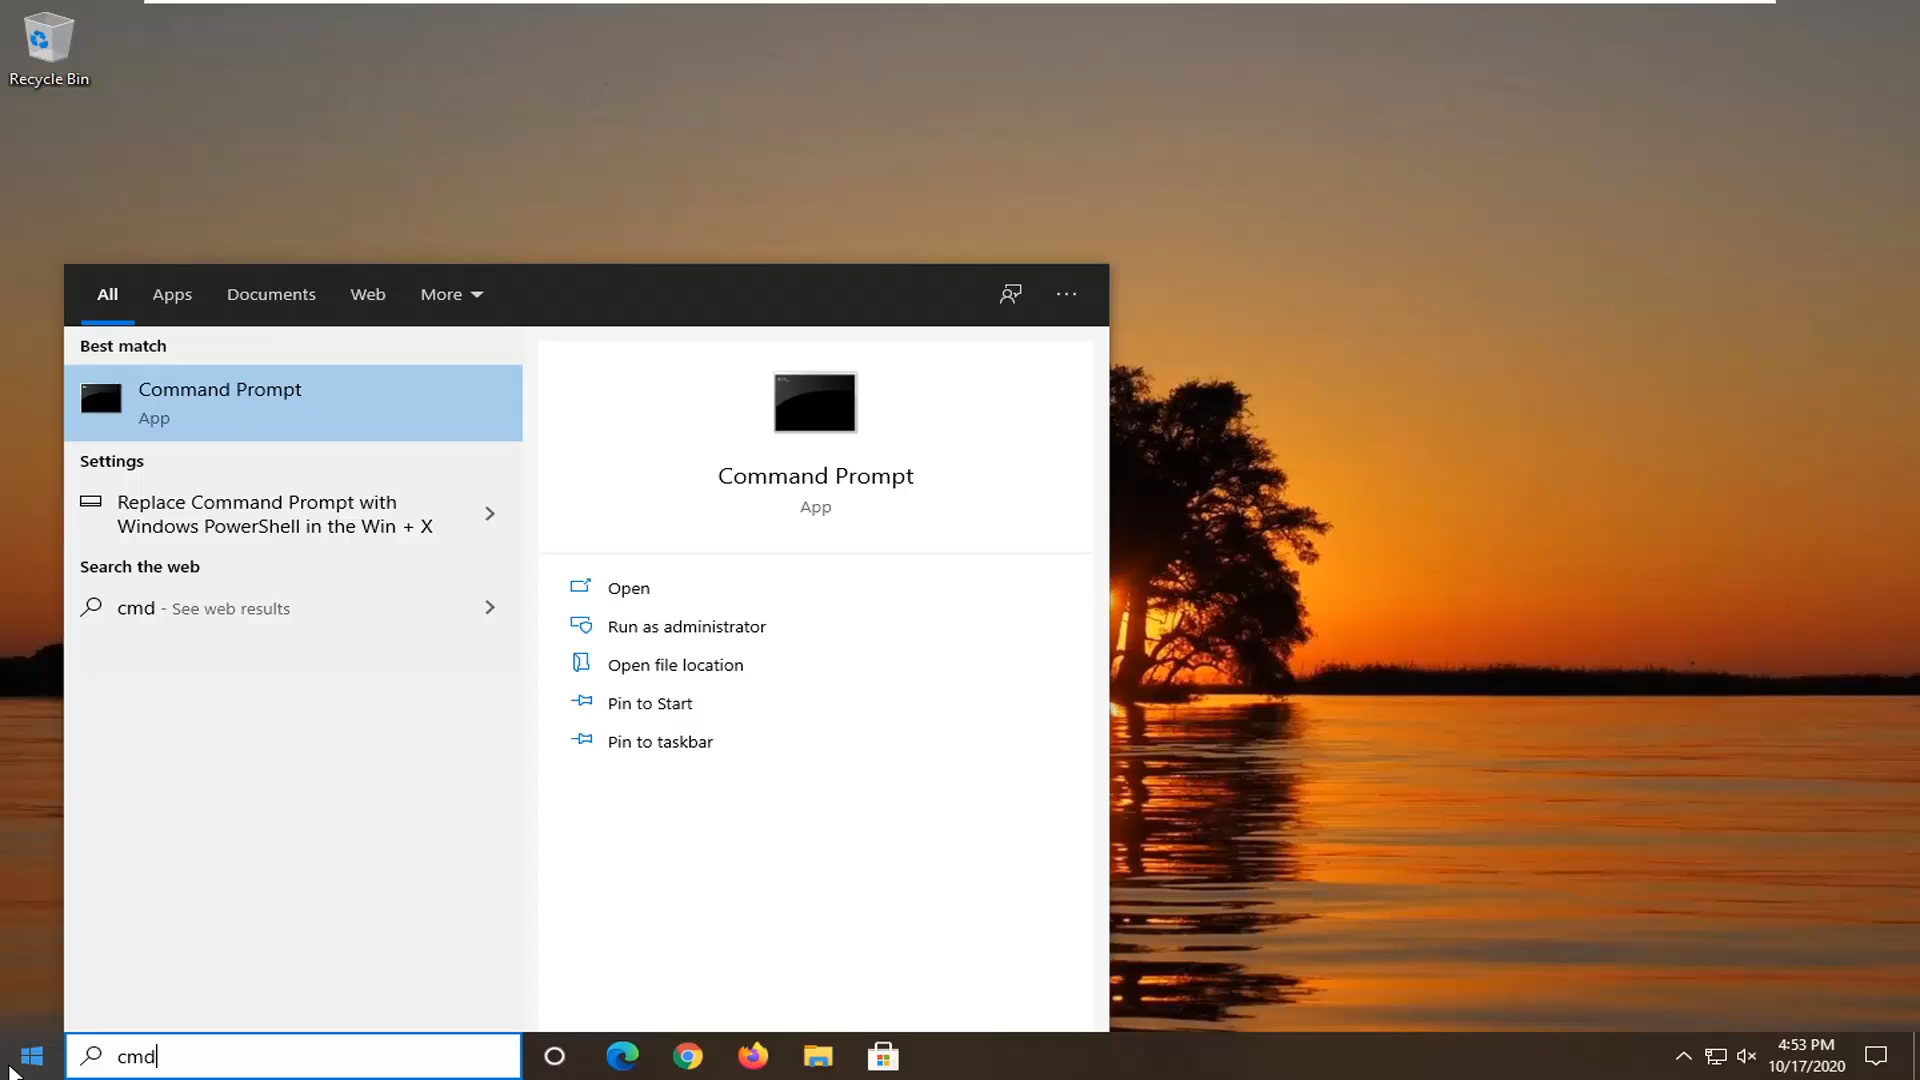 Recycle Bin
All Apps Documents Web More
Best match
Command Prompt
App
Settings
Replace Command Prompt with
Windows PowerShell in the Win + X
Search the web
cmd - See web results
Command Prompt
App
Open
Run as administrator
Open file location
Pin to Start
Pin to taskbar
cmd
4:53 PM
10/17/2020